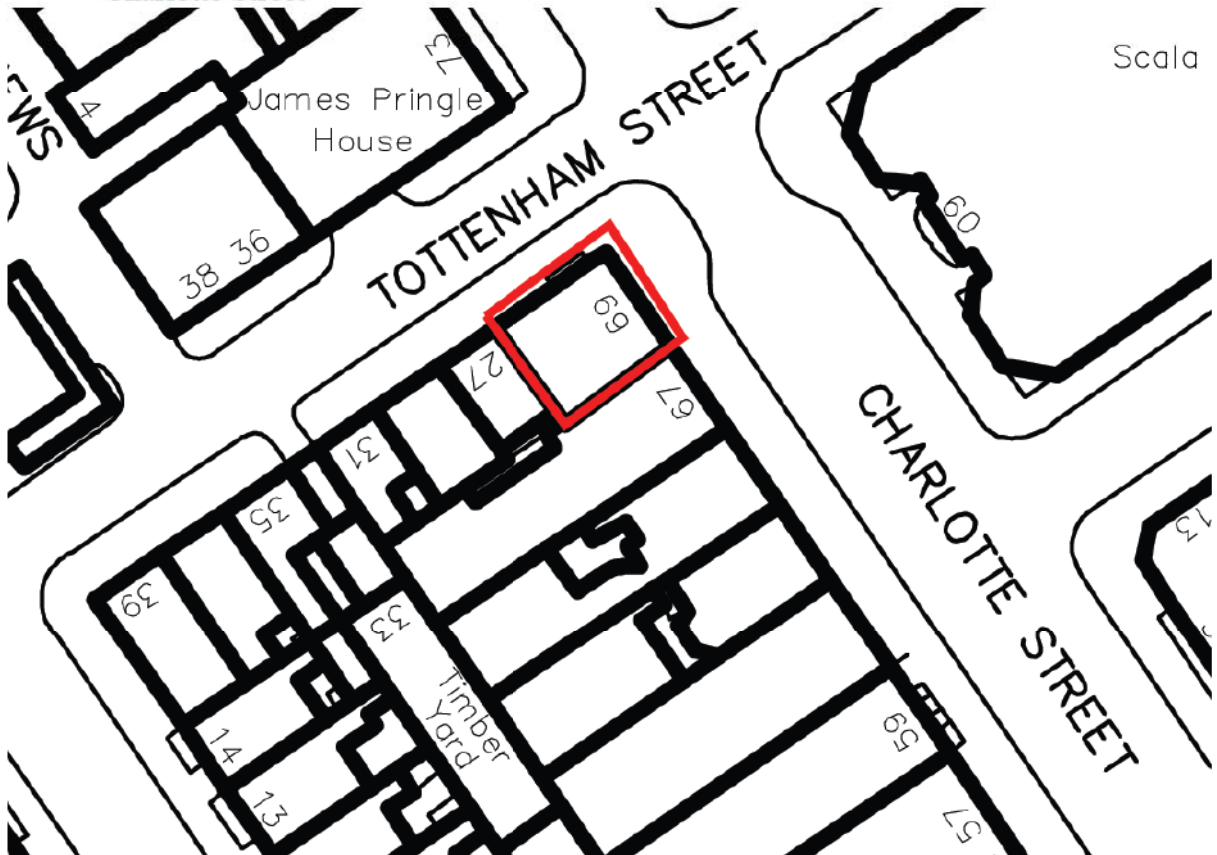 Scala
James Pringle
House
73
4
EWS
TOTTENHAM STREET
60
38 36
69
27
67
31
CHARLOTTE STREET
35
39
33
Timber
Yard
13
14
59
13
57